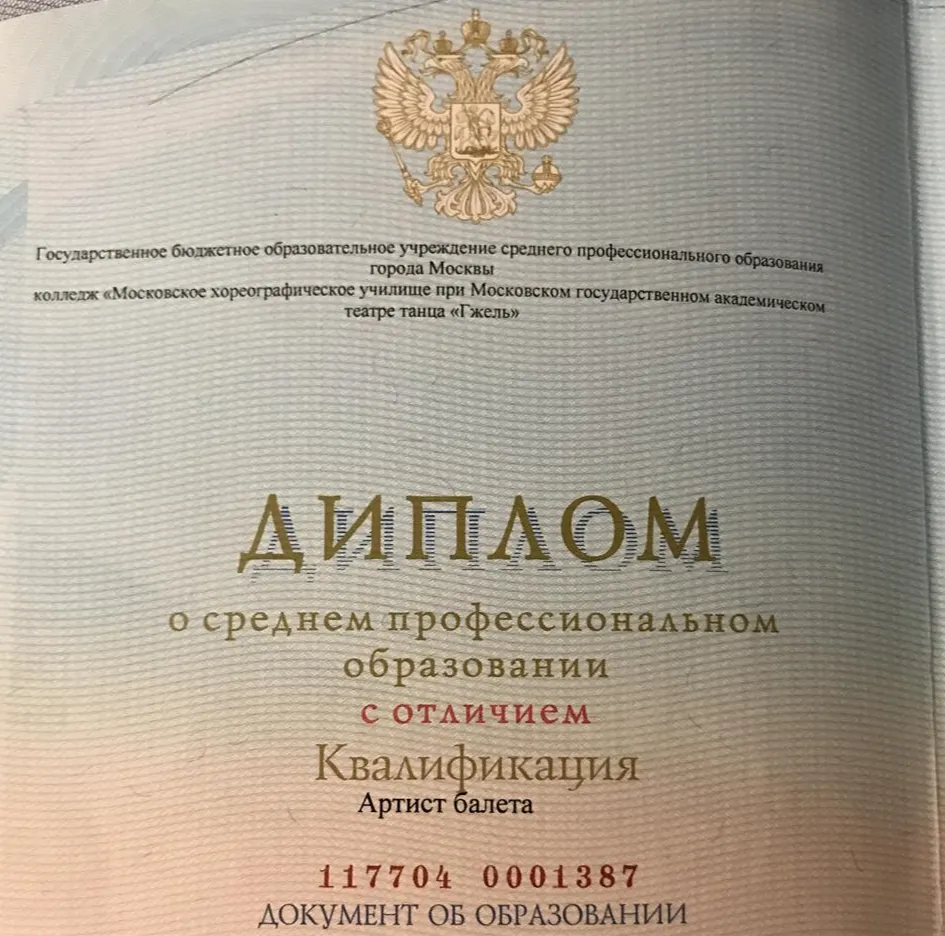 Государственное бюджетное образовательное учреждение среднего профессионального образования
города Москвы
колледж «Московское хореографическое училище при Московском государственном академическом
театре танца «Гжель»
ДИПЛОМ
о среднем профессиональном
образовании
с отличием
Квалификация
Артист балета
117704 0001387
ДОКУМЕНТ ОБ ОБРАЗОВАНИИ